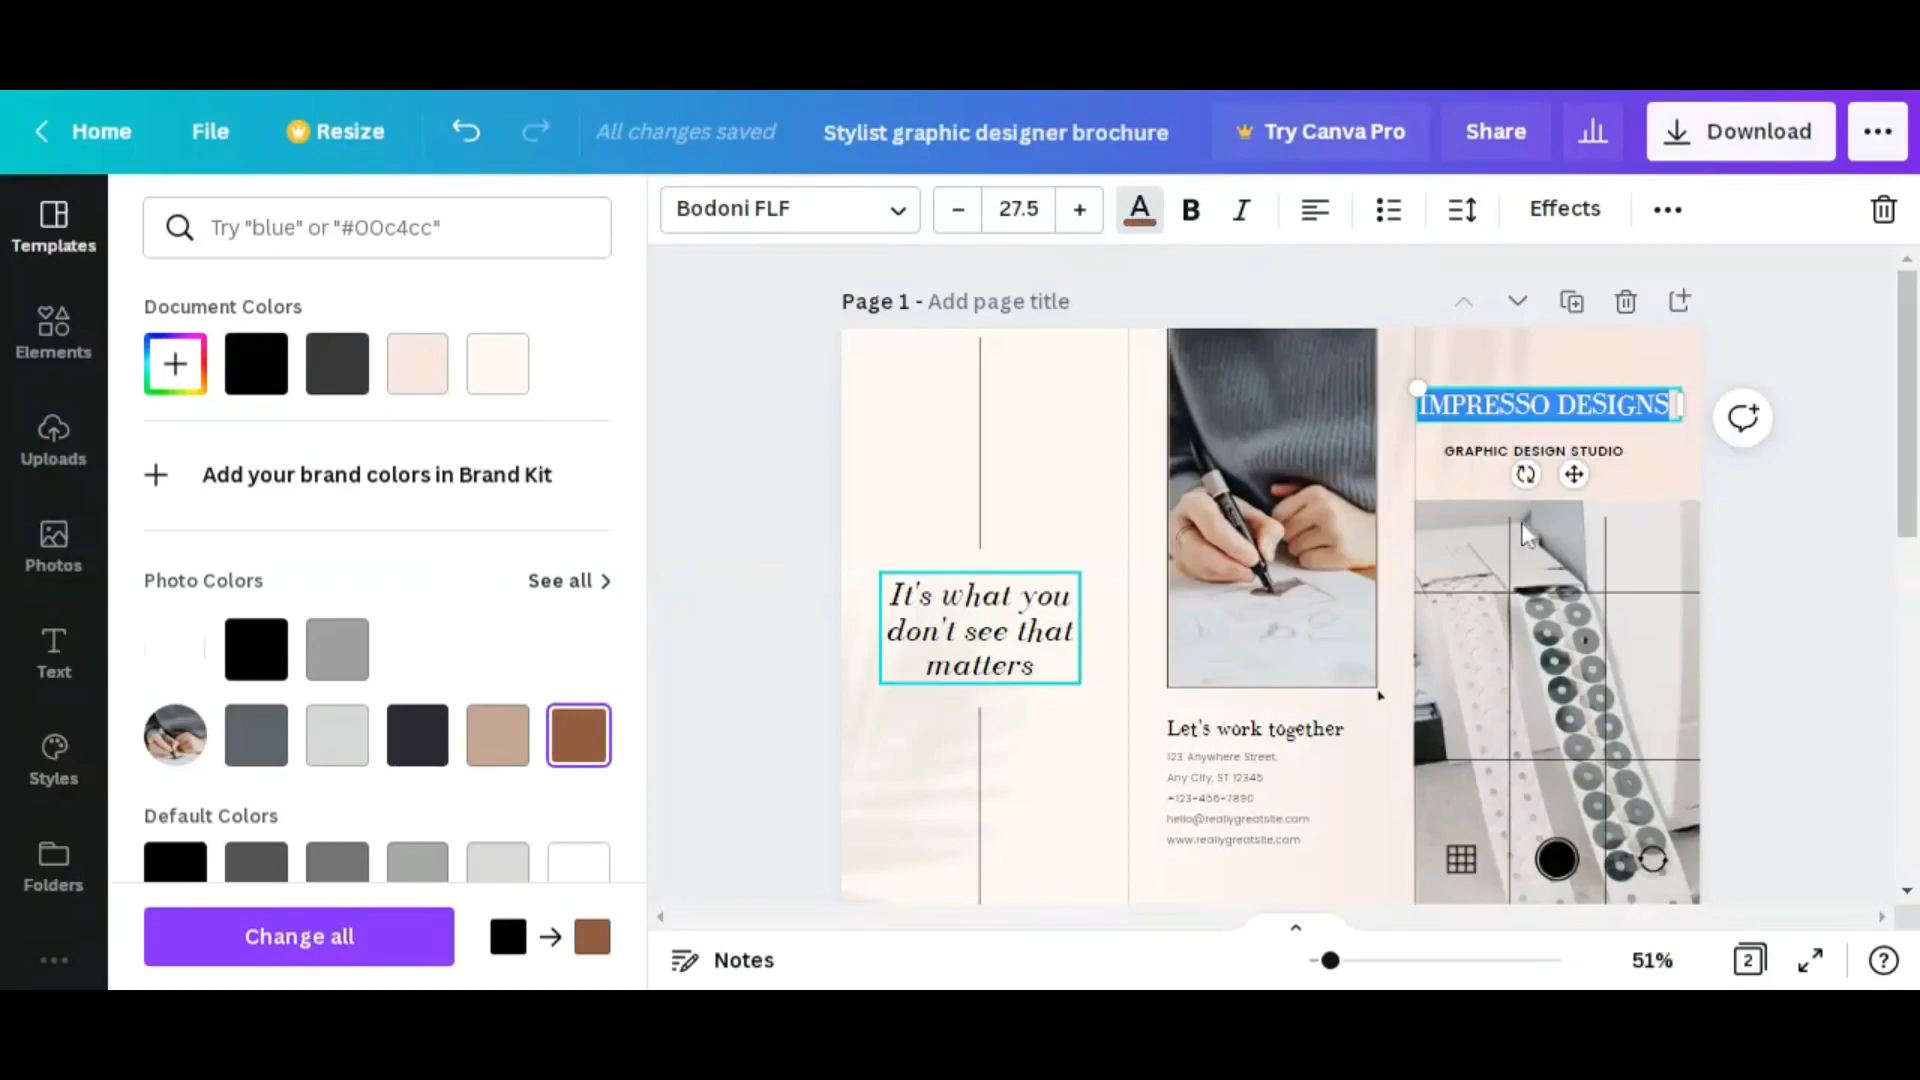 Home
File
Resize
All changes saved
Stylist graphic designer brochure
Try Canva Pro
Share
Download
Templates
Elements
Uploads
Photos
Text
Styles
Folders
Try "blue" or "#00c4cc"
Document Colors
Add your brand colors in Brand Kit
Photo Colors
See all
Default Colors
Change all
Bodoni FLF
27.5
A
B
I
Effects
Page 1 - Add page title
It's what you
don't see that
matters
Let's work together
123 Anywhere Street,
Any City, ST 12345
+123-456-7890
hello@reallygreatsite.com
www.reallygreatsite.com
IMPRESSO DESIGNS
GRAPHIC DESIGN STUDIO
Notes
51%
2